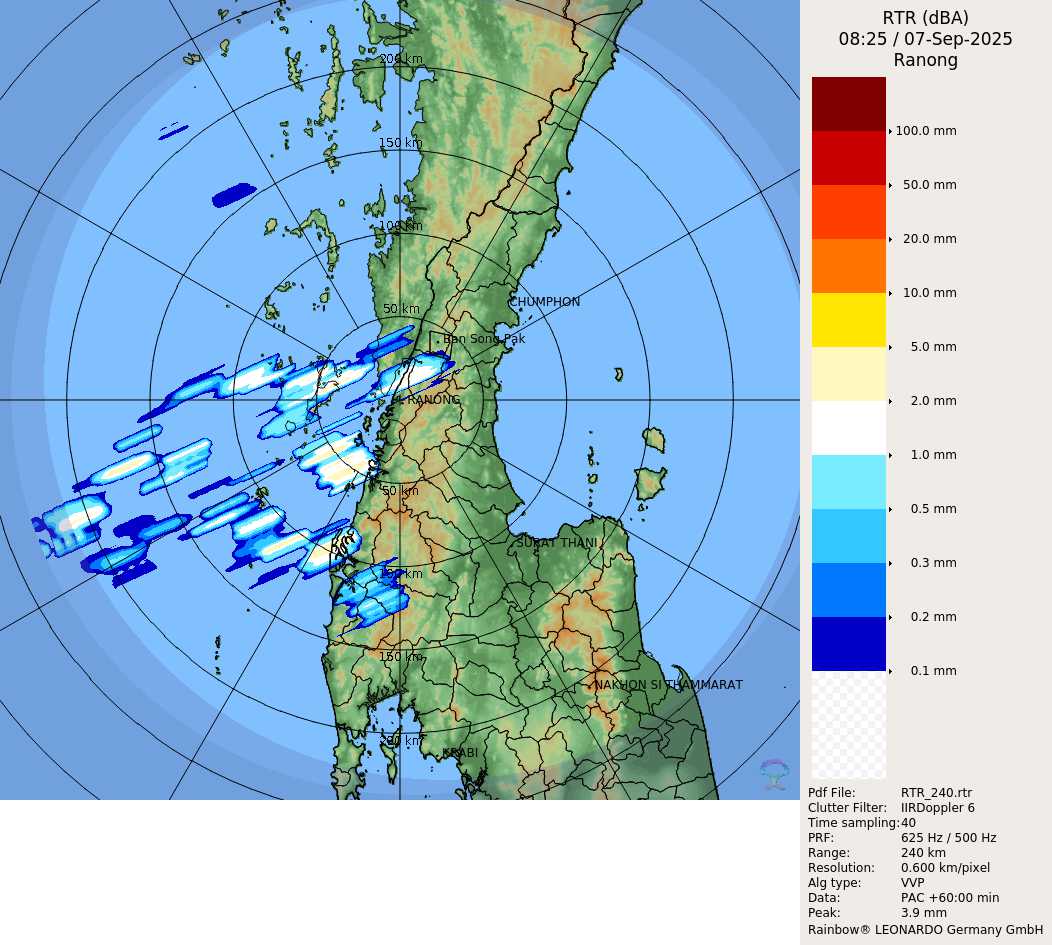 200 km
150 km
100 km
50 km
CHUMPHON
Ban Song Pak
RANONG
50 km
SURAT THANI
100 km
150 km
NAKHON SI THAMMARAT
200 km
KRABI
RTR (dBA)
08:25 / 07-Sep-2025
Ranong
100.0 mm
50.0 mm
20.0 mm
10.0 mm
5.0 mm
2.0 mm
1.0 mm
0.5 mm
0.3 mm
0.2 mm
0.1 mm
Pdf File: RTR_240.rtr
Clutter Filter: IIRDoppler 6
Time sampling:40
PRF: 625 Hz / 500 Hz
Range: 240 km
Resolution: 0.600 km/pixel
Alg type: VVP
Data: PAC +60:00 min
Peak: 3.9 mm
Rainbow® LEONARDO Germany GmbH